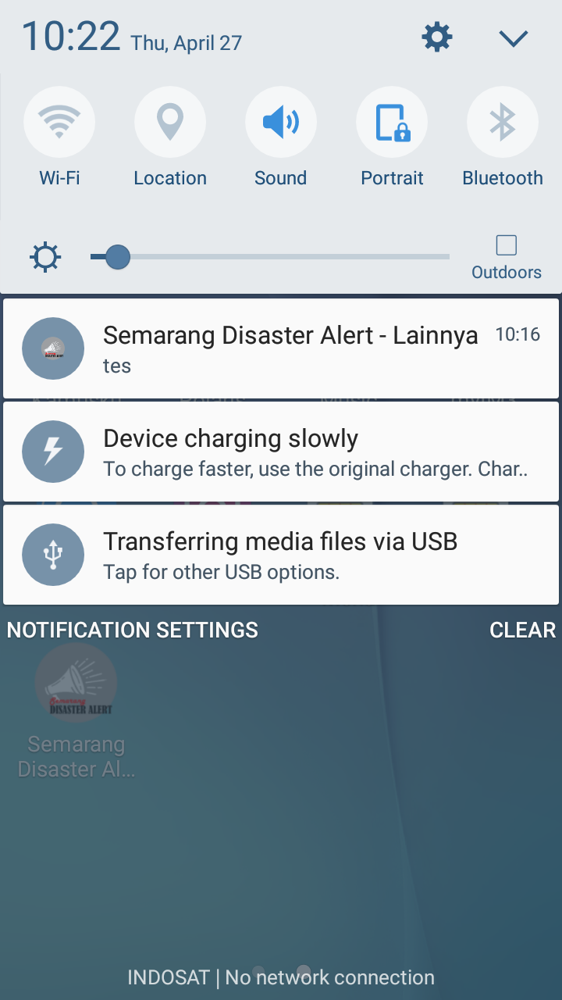 10:22 Thu, April 27
Wi-Fi Location Sound Portrait Bluetooth
Outdoors
Semarang Disaster Alert - Lainnya 10:16
tes
Device charging slowly
To charge faster, use the original charger. Char..
Transferring media files via USB
Tap for other USB options.
NOTIFICATION SETTINGS CLEAR
Semarang
DISASTER ALERT
Semarang
Disaster Al...
INDOSAT | No network connection